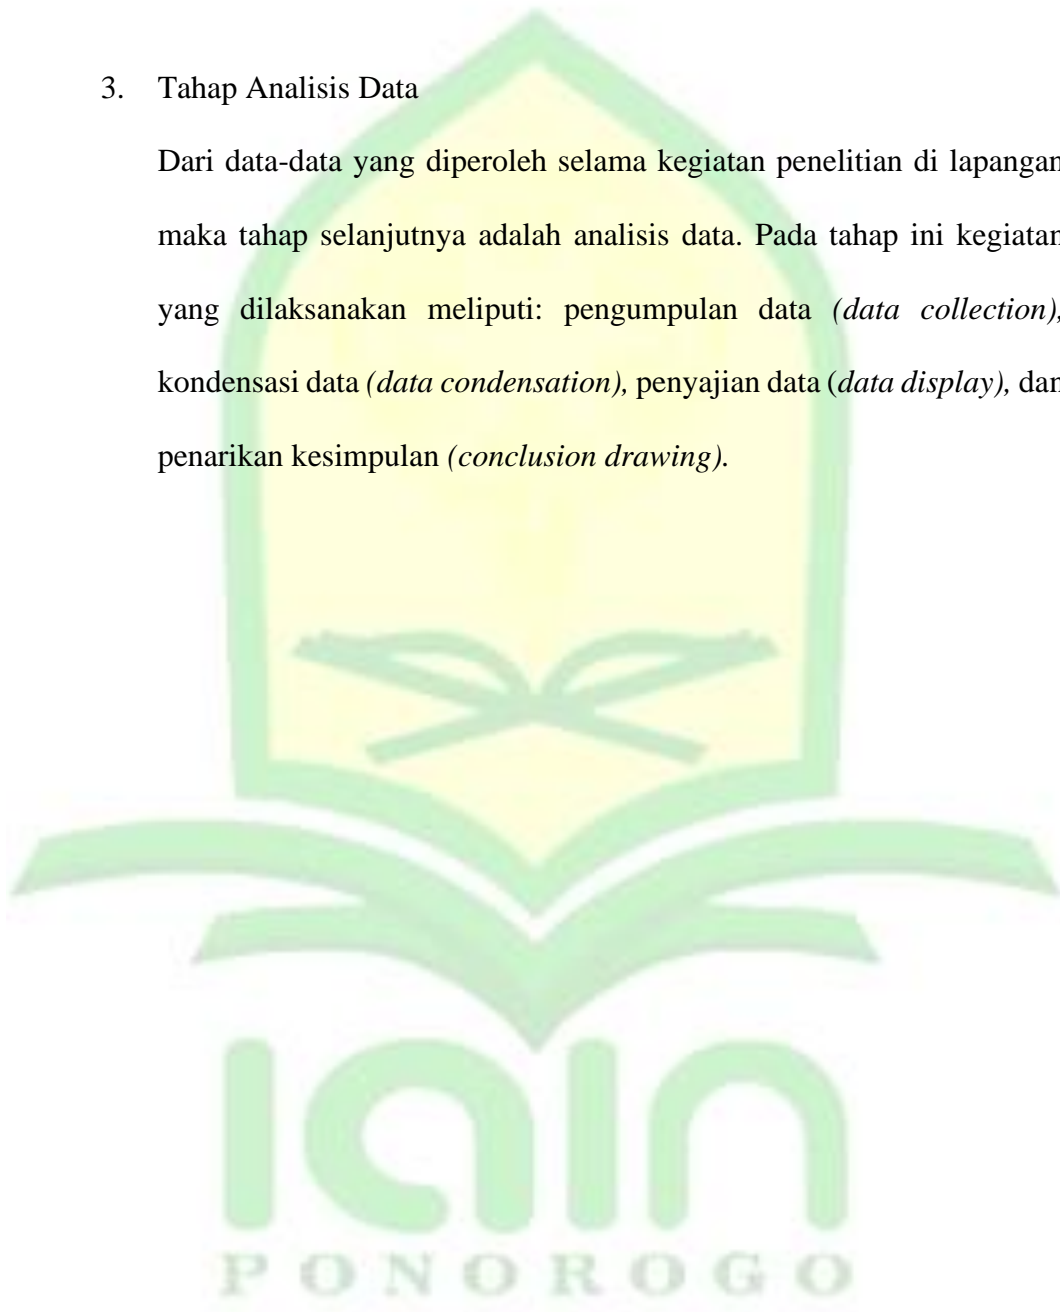 3. Tahap Analisis Data
Dari data-data yang diperoleh selama kegiatan penelitian di lapangan
maka tahap selanjutnya adalah analisis data. Pada tahap ini kegiatan
yang dilaksanakan meliputi: pengumpulan data (data collection),
kondensasi data (data condensation), penyajian data (data display), dan
penarikan kesimpulan (conclusion drawing).
iain
PONOROGO